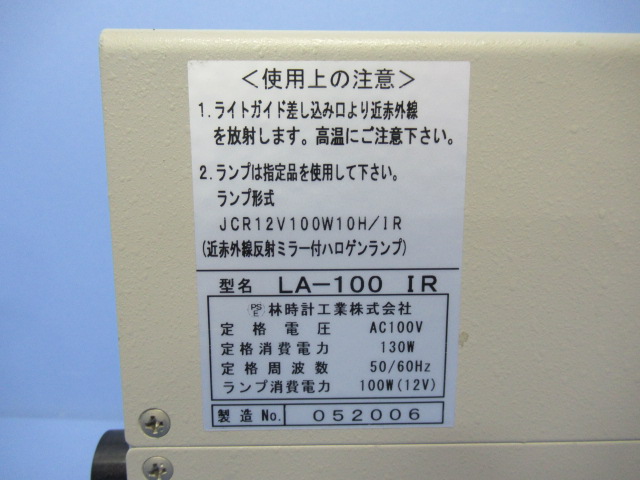 ＜使用上の注意＞
1.ライトガイド差し込み口より近赤外線
を放射します。高温にご注意下さい。
2.ランプは指定品を使用して下さい。
ランプ形式
JCR12V100W10H/IR
(近赤外線反射ミラー付ハロゲンランプ)
型名 LA-100 IR
PSE 林時計工業株式会社
定格電圧 AC100V
定格消費電力 130W
定格周波数 50/60Hz
ランプ消費電力 100W(12V)
製造No. 052006